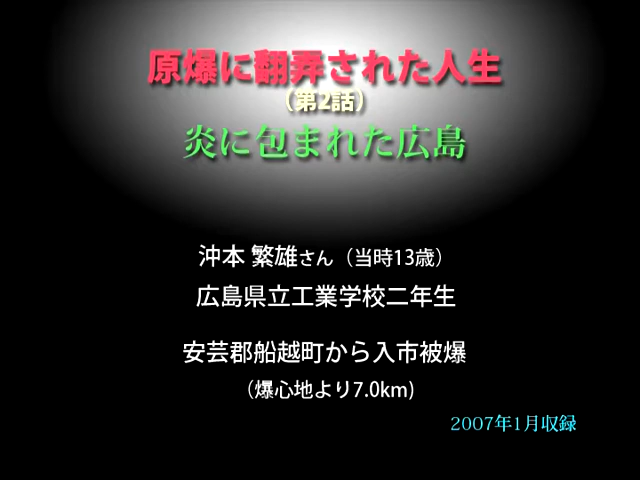 原爆に翻弄された人生
（第2話）
炎に包まれた広島
沖本 繁雄さん（当時13歳）
広島県立工業学校二年生
安芸郡船越町から入市被爆
（爆心地より7.0km)
2007年1月収録